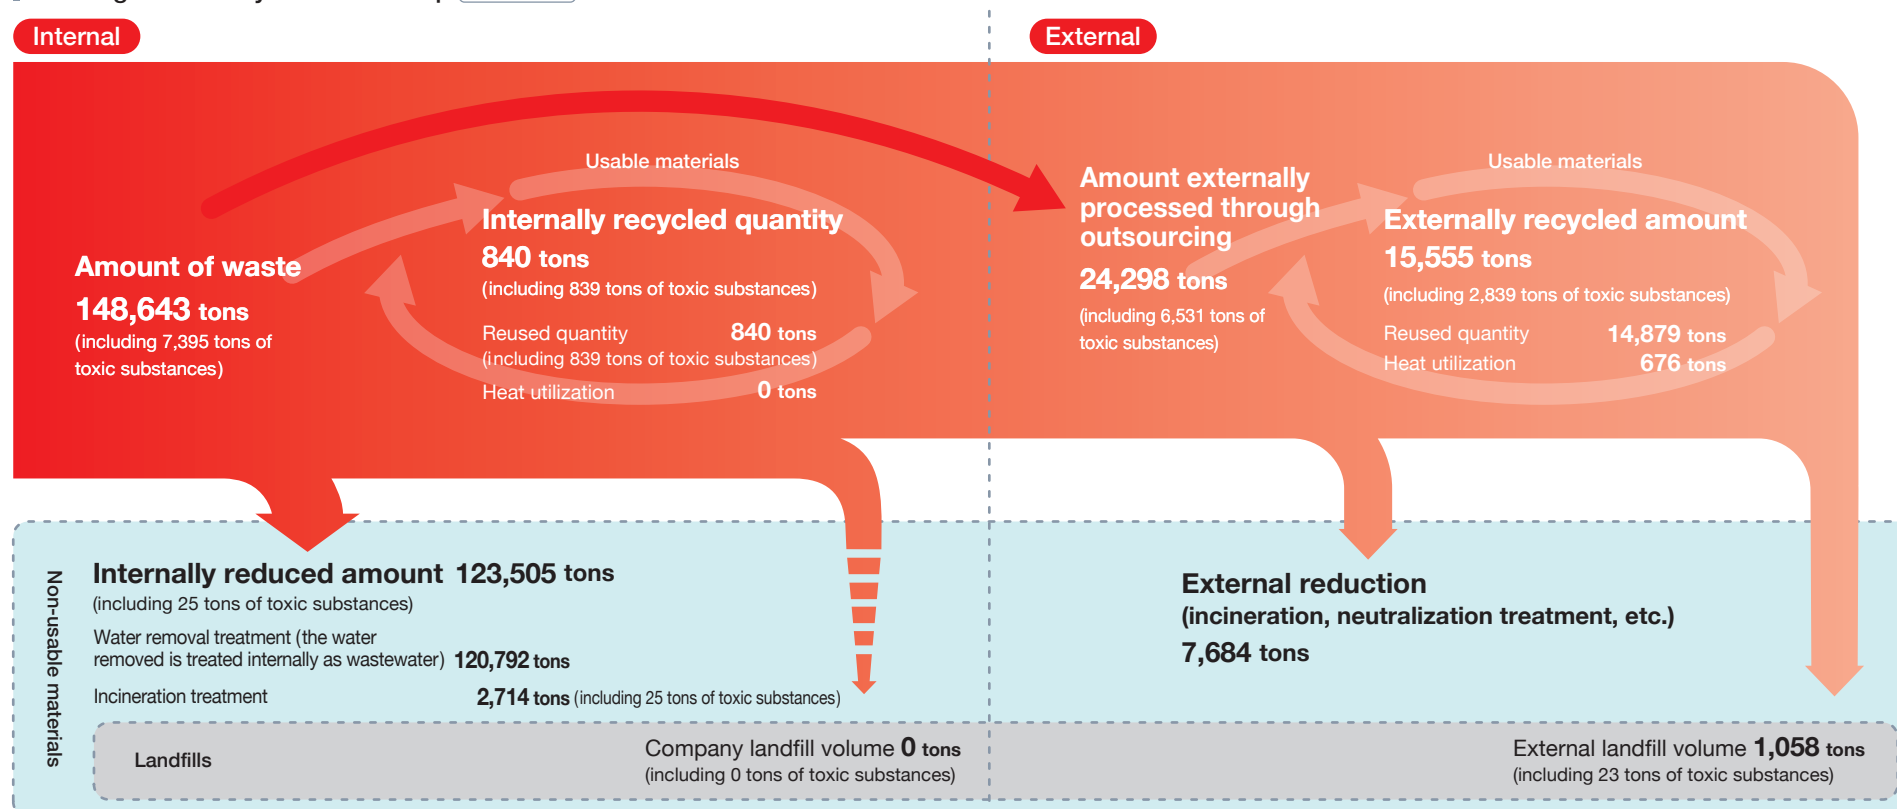 Internal
External
Usable materials
Internally recycled quantity
840 tons
(including 839 tons of toxic substances)
Reused quantity 840 tons
(including 839 tons of toxic substances)
Heat utilization 0 tons
Amount of waste
148,643 tons
(including 7,395 tons of
toxic substances)
Amount externally
processed through
outsourcing
24,298 tons
(including 6,531 tons of
toxic substances)
Usable materials
Externally recycled amount
15,555 tons
(including 2,839 tons of toxic substances)
Reused quantity 14,879 tons
Heat utilization 676 tons
Non-usable materials
Internally reduced amount 123,505 tons
(including 25 tons of toxic substances)
Water removal treatment (the water
removed is treated internally as wastewater) 120,792 tons
Incineration treatment 2,714 tons (including 25 tons of toxic substances)
External reduction
(incineration, neutralization treatment, etc.)
7,684 tons
Landfills
Company landfill volume 0 tons
(including 0 tons of toxic substances)
External landfill volume 1,058 tons
(including 23 tons of toxic substances)